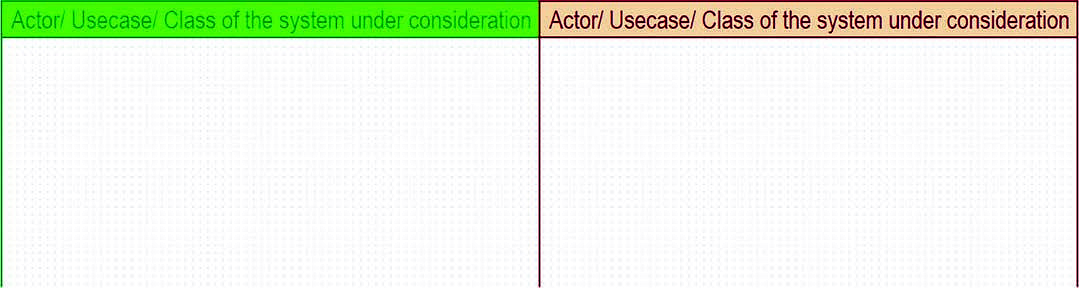 Actor/ Usecase/ Class of the system under consideration
Actor/ Usecase/ Class of the system under consideration